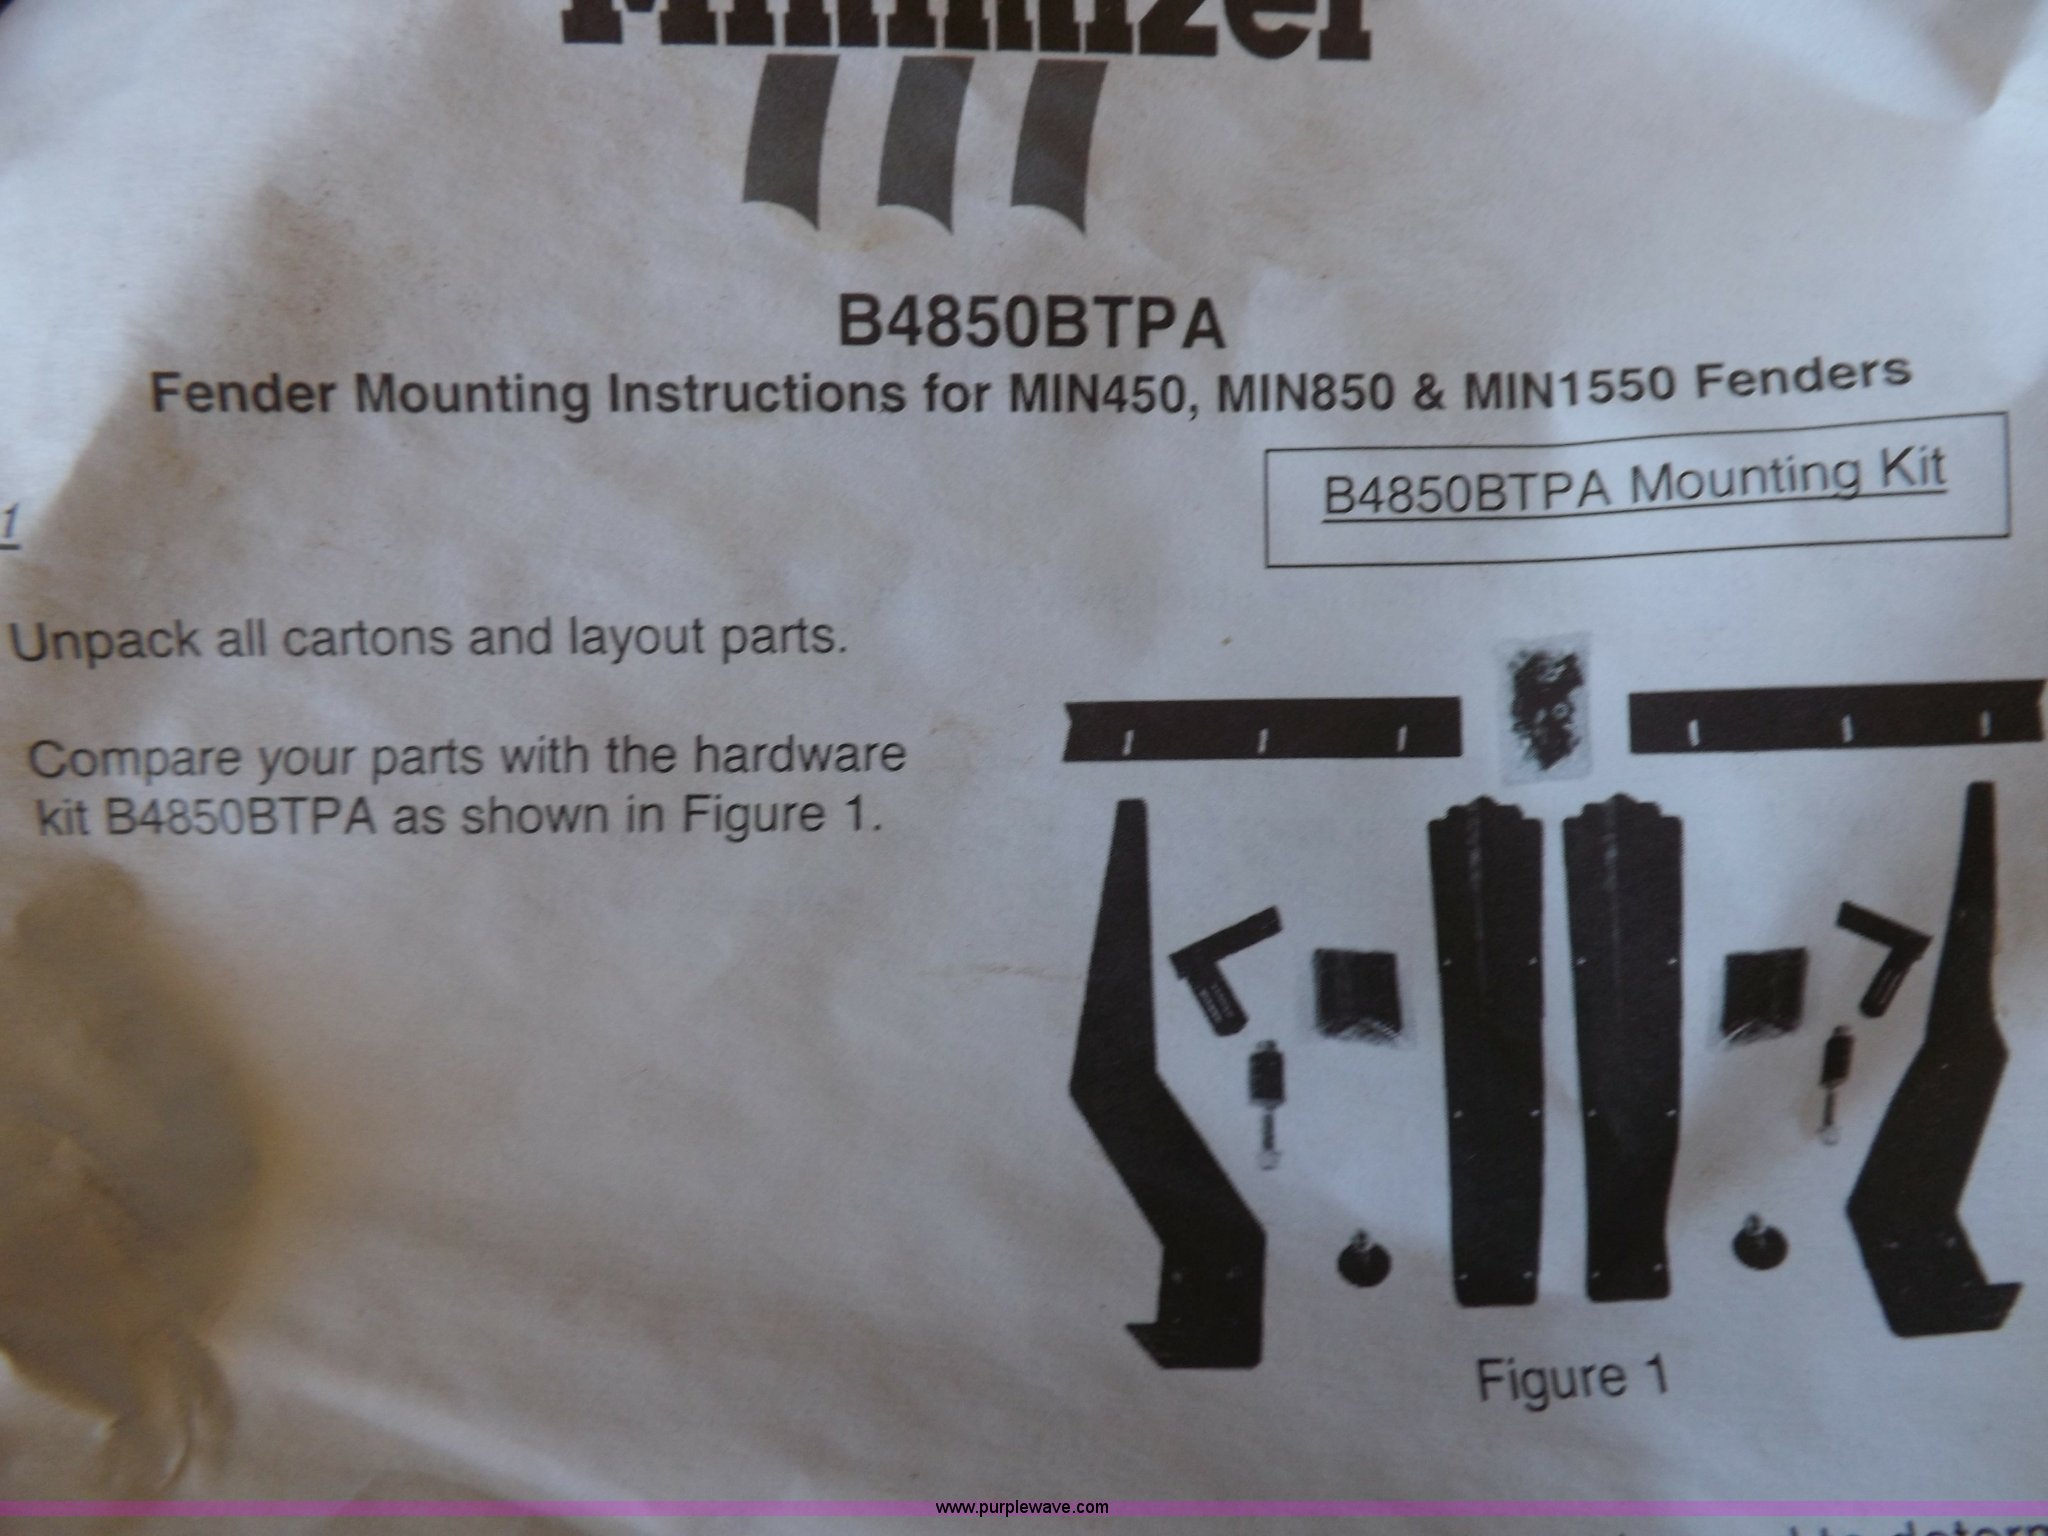 Minimizer
B4850BTPA
Fender Mounting Instructions for MIN450, MIN850 & MIN1550 Fenders
B4850BTPA Mounting Kit
1
Unpack all cartons and layout parts.
Compare your parts with the hardware
kit B4850BTPA as shown in Figure 1.
Figure 1
www.purplewave.com